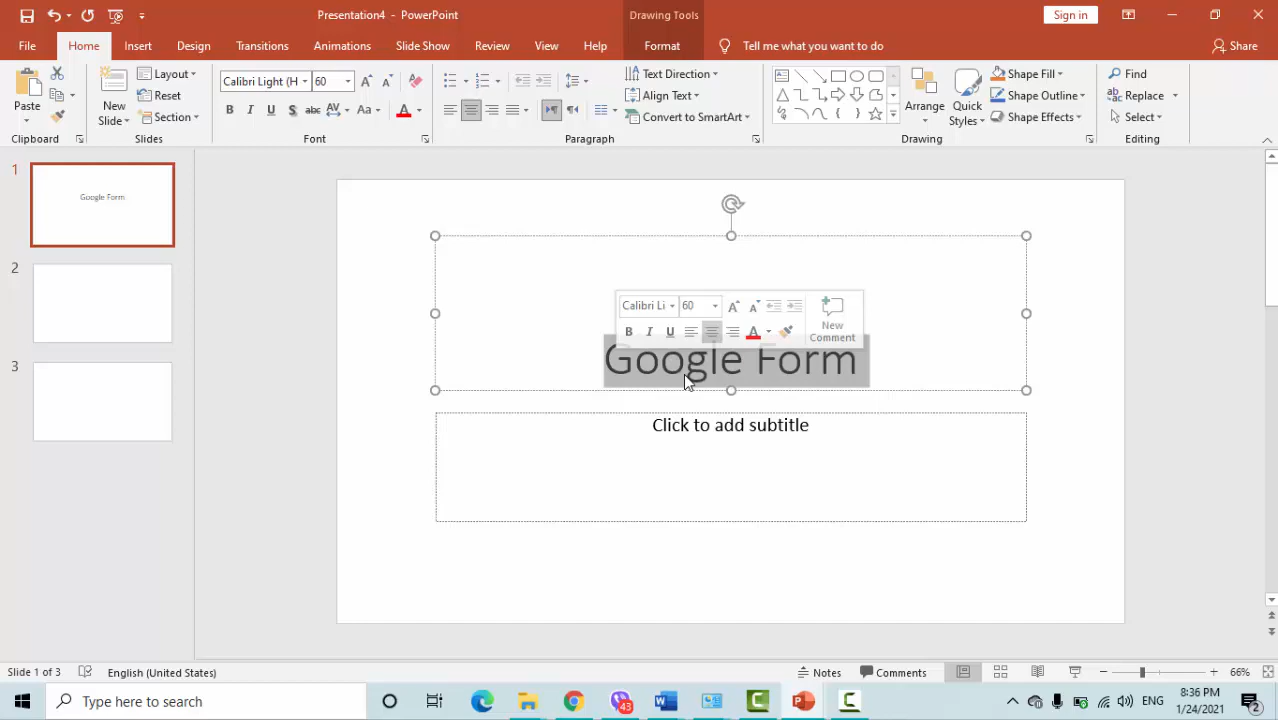 Presentation4 - PowerPoint
Drawing Tools
Sign in
File
Home
Insert
Design
Transitions
Animations
Slide Show
Review
View
Help
Format
Tell me what you want to do
Share
Paste
New
Slide
Layout
Reset
Section
Calibri Light (H
60
B
I
U
S
abc
AV
Aa
A
Text Direction
Align Text
Convert to SmartArt
Arrange
Quick
Styles
Shape Fill
Shape Outline
Shape Effects
Find
Replace
Select
Clipboard
Slides
Font
Paragraph
Drawing
Editing
1
Google Form
2
3
Calibri Li
60
B
I
U
A
New
Comment
Google Form
Click to add subtitle
Slide 1 of 3
English (United States)
Notes
Comments
66%
Type here to search
43
ENG
8:36 PM
1/24/2021
2